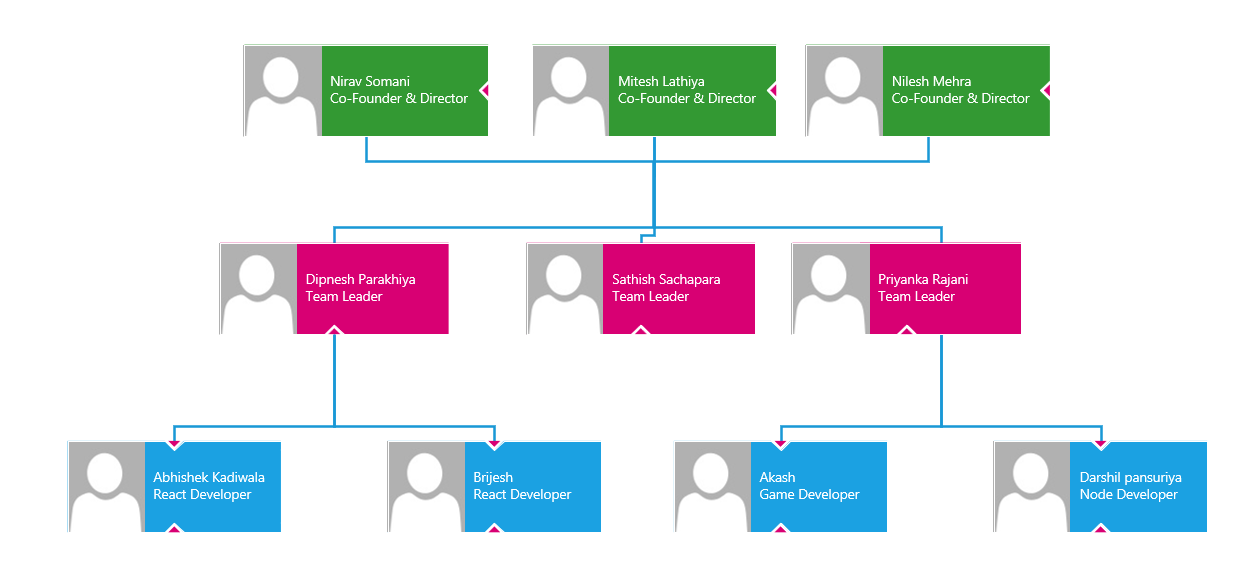 Nirav Somani
Co-Founder & Director
Mitesh Lathiya
Co-Founder & Director
Nilesh Mehra
Co-Founder & Director
Dipnesh Parakhiya
Team Leader
Sathish Sachapara
Team Leader
Priyanka Rajani
Team Leader
Abhishek Kadiwala
React Developer
Brijesh
React Developer
Akash
Game Developer
Darshil pansuriya
Node Developer